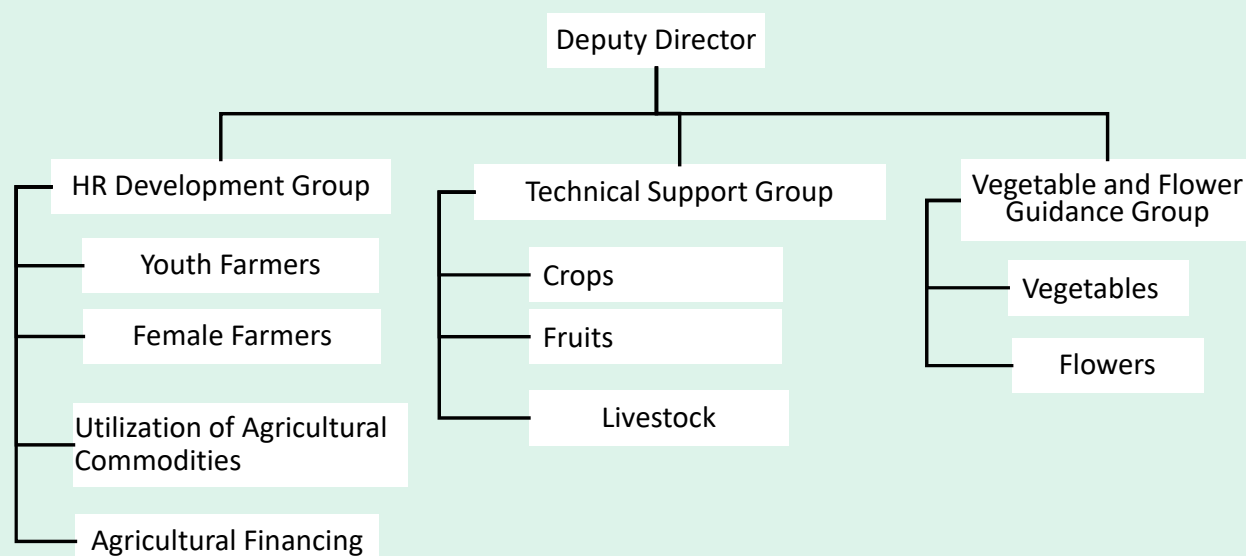 Deputy Director
HR Development Group
Youth Farmers
Female Farmers
Utilization of Agricultural
Commodities
Agricultural Financing
Technical Support Group
Crops
Fruits
Livestock
Vegetable and Flower
Guidance Group
Vegetables
Flowers